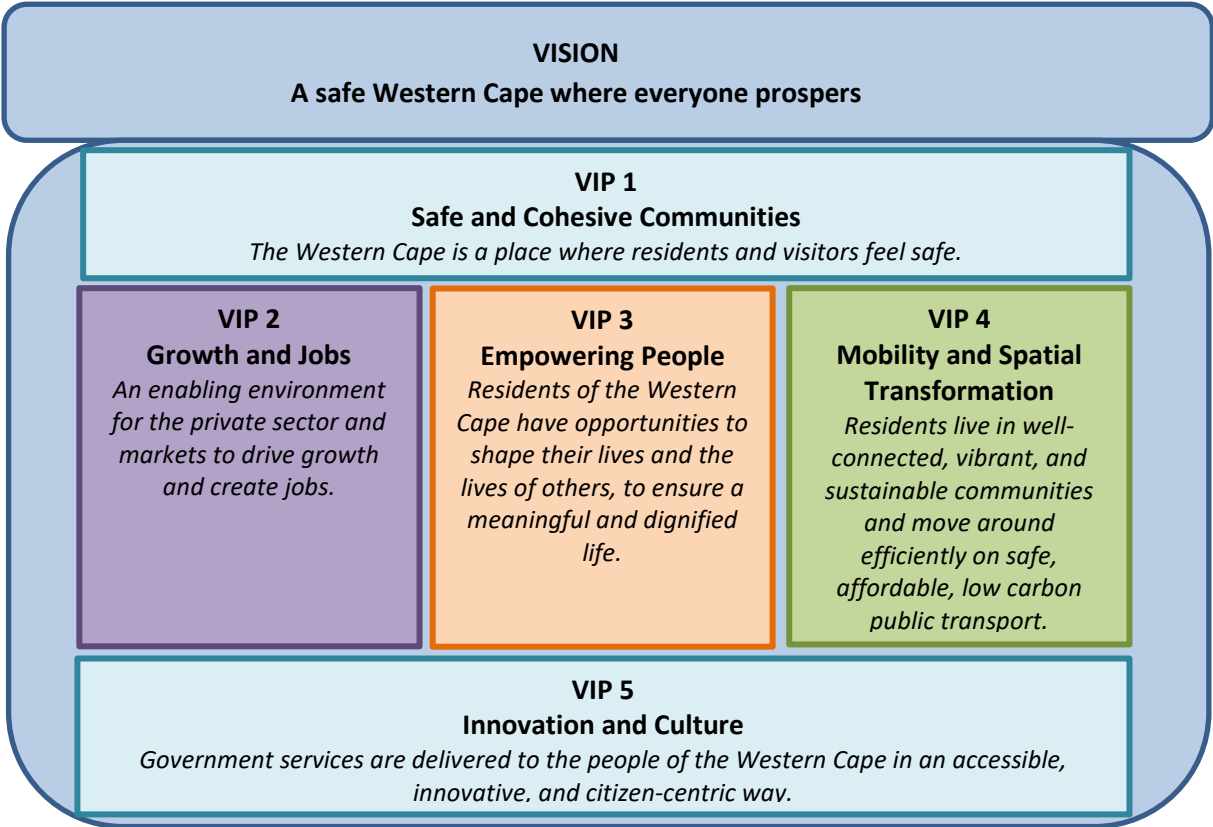 VISION
A safe Western Cape where everyone prospers
VIP 1
Safe and Cohesive Communities
The Western Cape is a place where residents and visitors feel safe.
VIP 2
Growth and Jobs
An enabling environment
for the private sector and
markets to drive growth
and create jobs.
VIP 3
Empowering People
Residents of the Western
Cape have opportunities to
shape their lives and the
lives of others, to ensure a
meaningful and dignified
life.
VIP 4
Mobility and Spatial
Transformation
Residents live in well-
connected, vibrant, and
sustainable communities
and move around
efficiently on safe,
affordable, low carbon
public transport.
VIP 5
Innovation and Culture
Government services are delivered to the people of the Western Cape in an accessible,
innovative, and citizen-centric way.